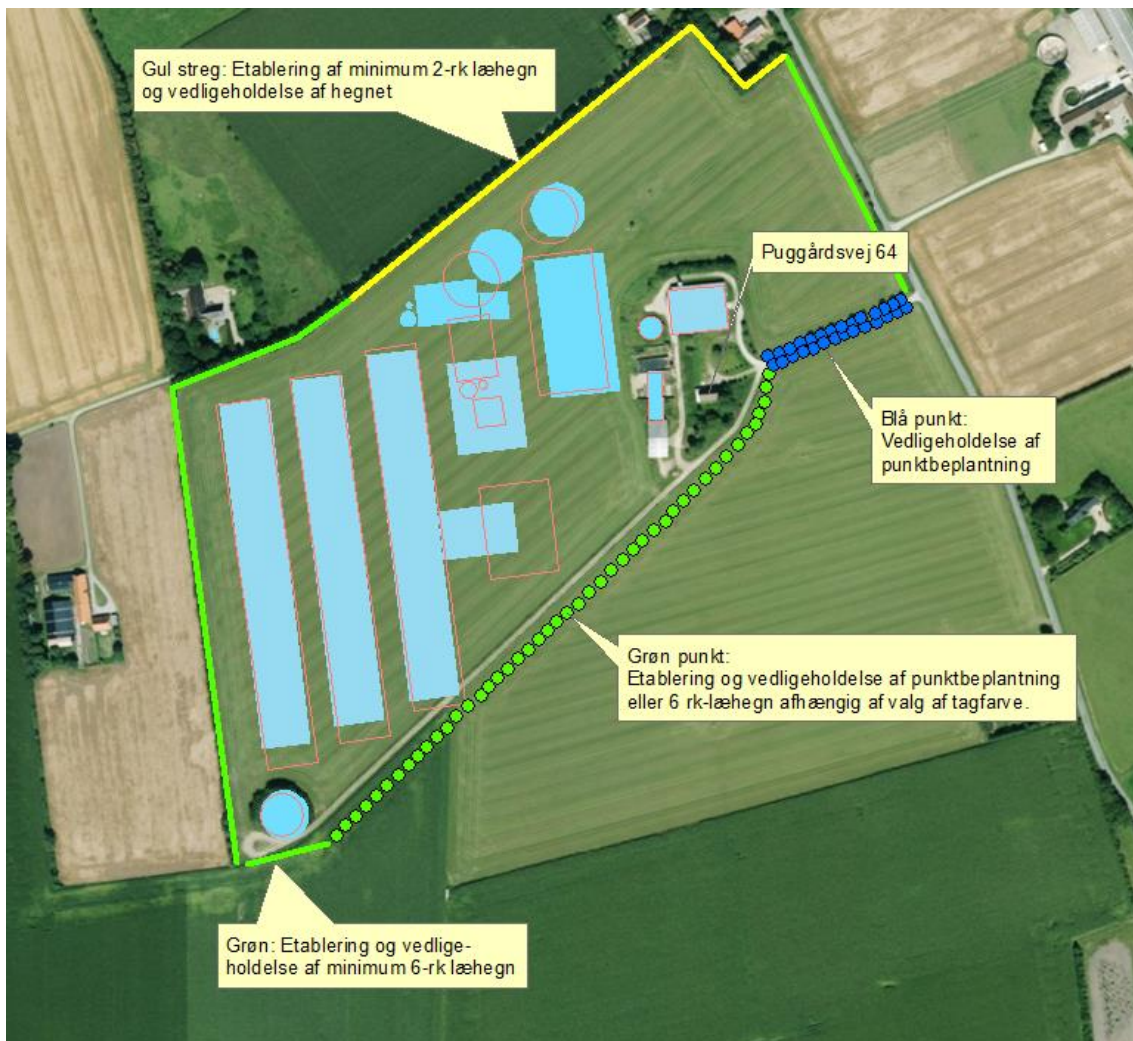 Gul streg: Etablering af minimum 2-rk læhegn
og vedligeholdelse af hegnet
Puggårdsvej 64
Blå punkt:
Vedligeholdelse af
punktbeplantning
Grøn punkt:
Etablering og vedligeholdelse af punktbeplantning
eller 6 rk-læhegn afhængig af valg af tagfarve.
Grøn: Etablering og vedlige-
holdelse af minimum 6-rk læhegn